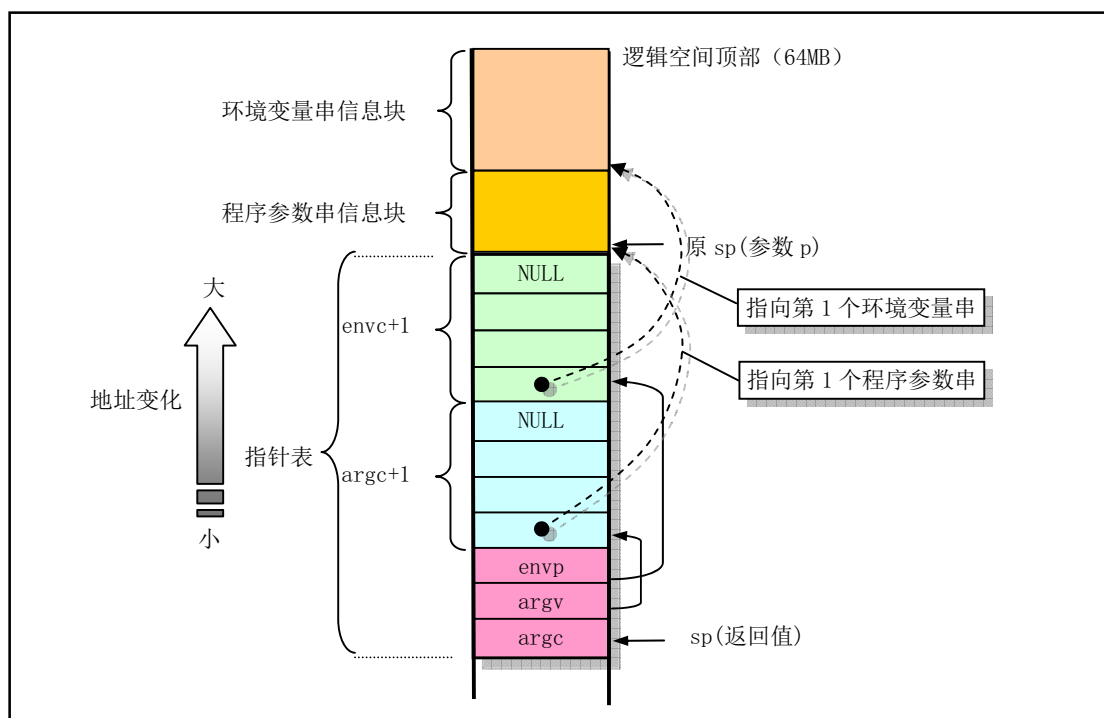 逻辑空间顶部（64MB）
环境变量串信息块
程序参数串信息块
原 sp(参数 p)
NULL
大
指向第 1 个环境变量串
envc+1
指向第 1 个程序参数串
地址变化
NULL
指针表
argc+1
小
envp
argv
argc
sp(返回值)